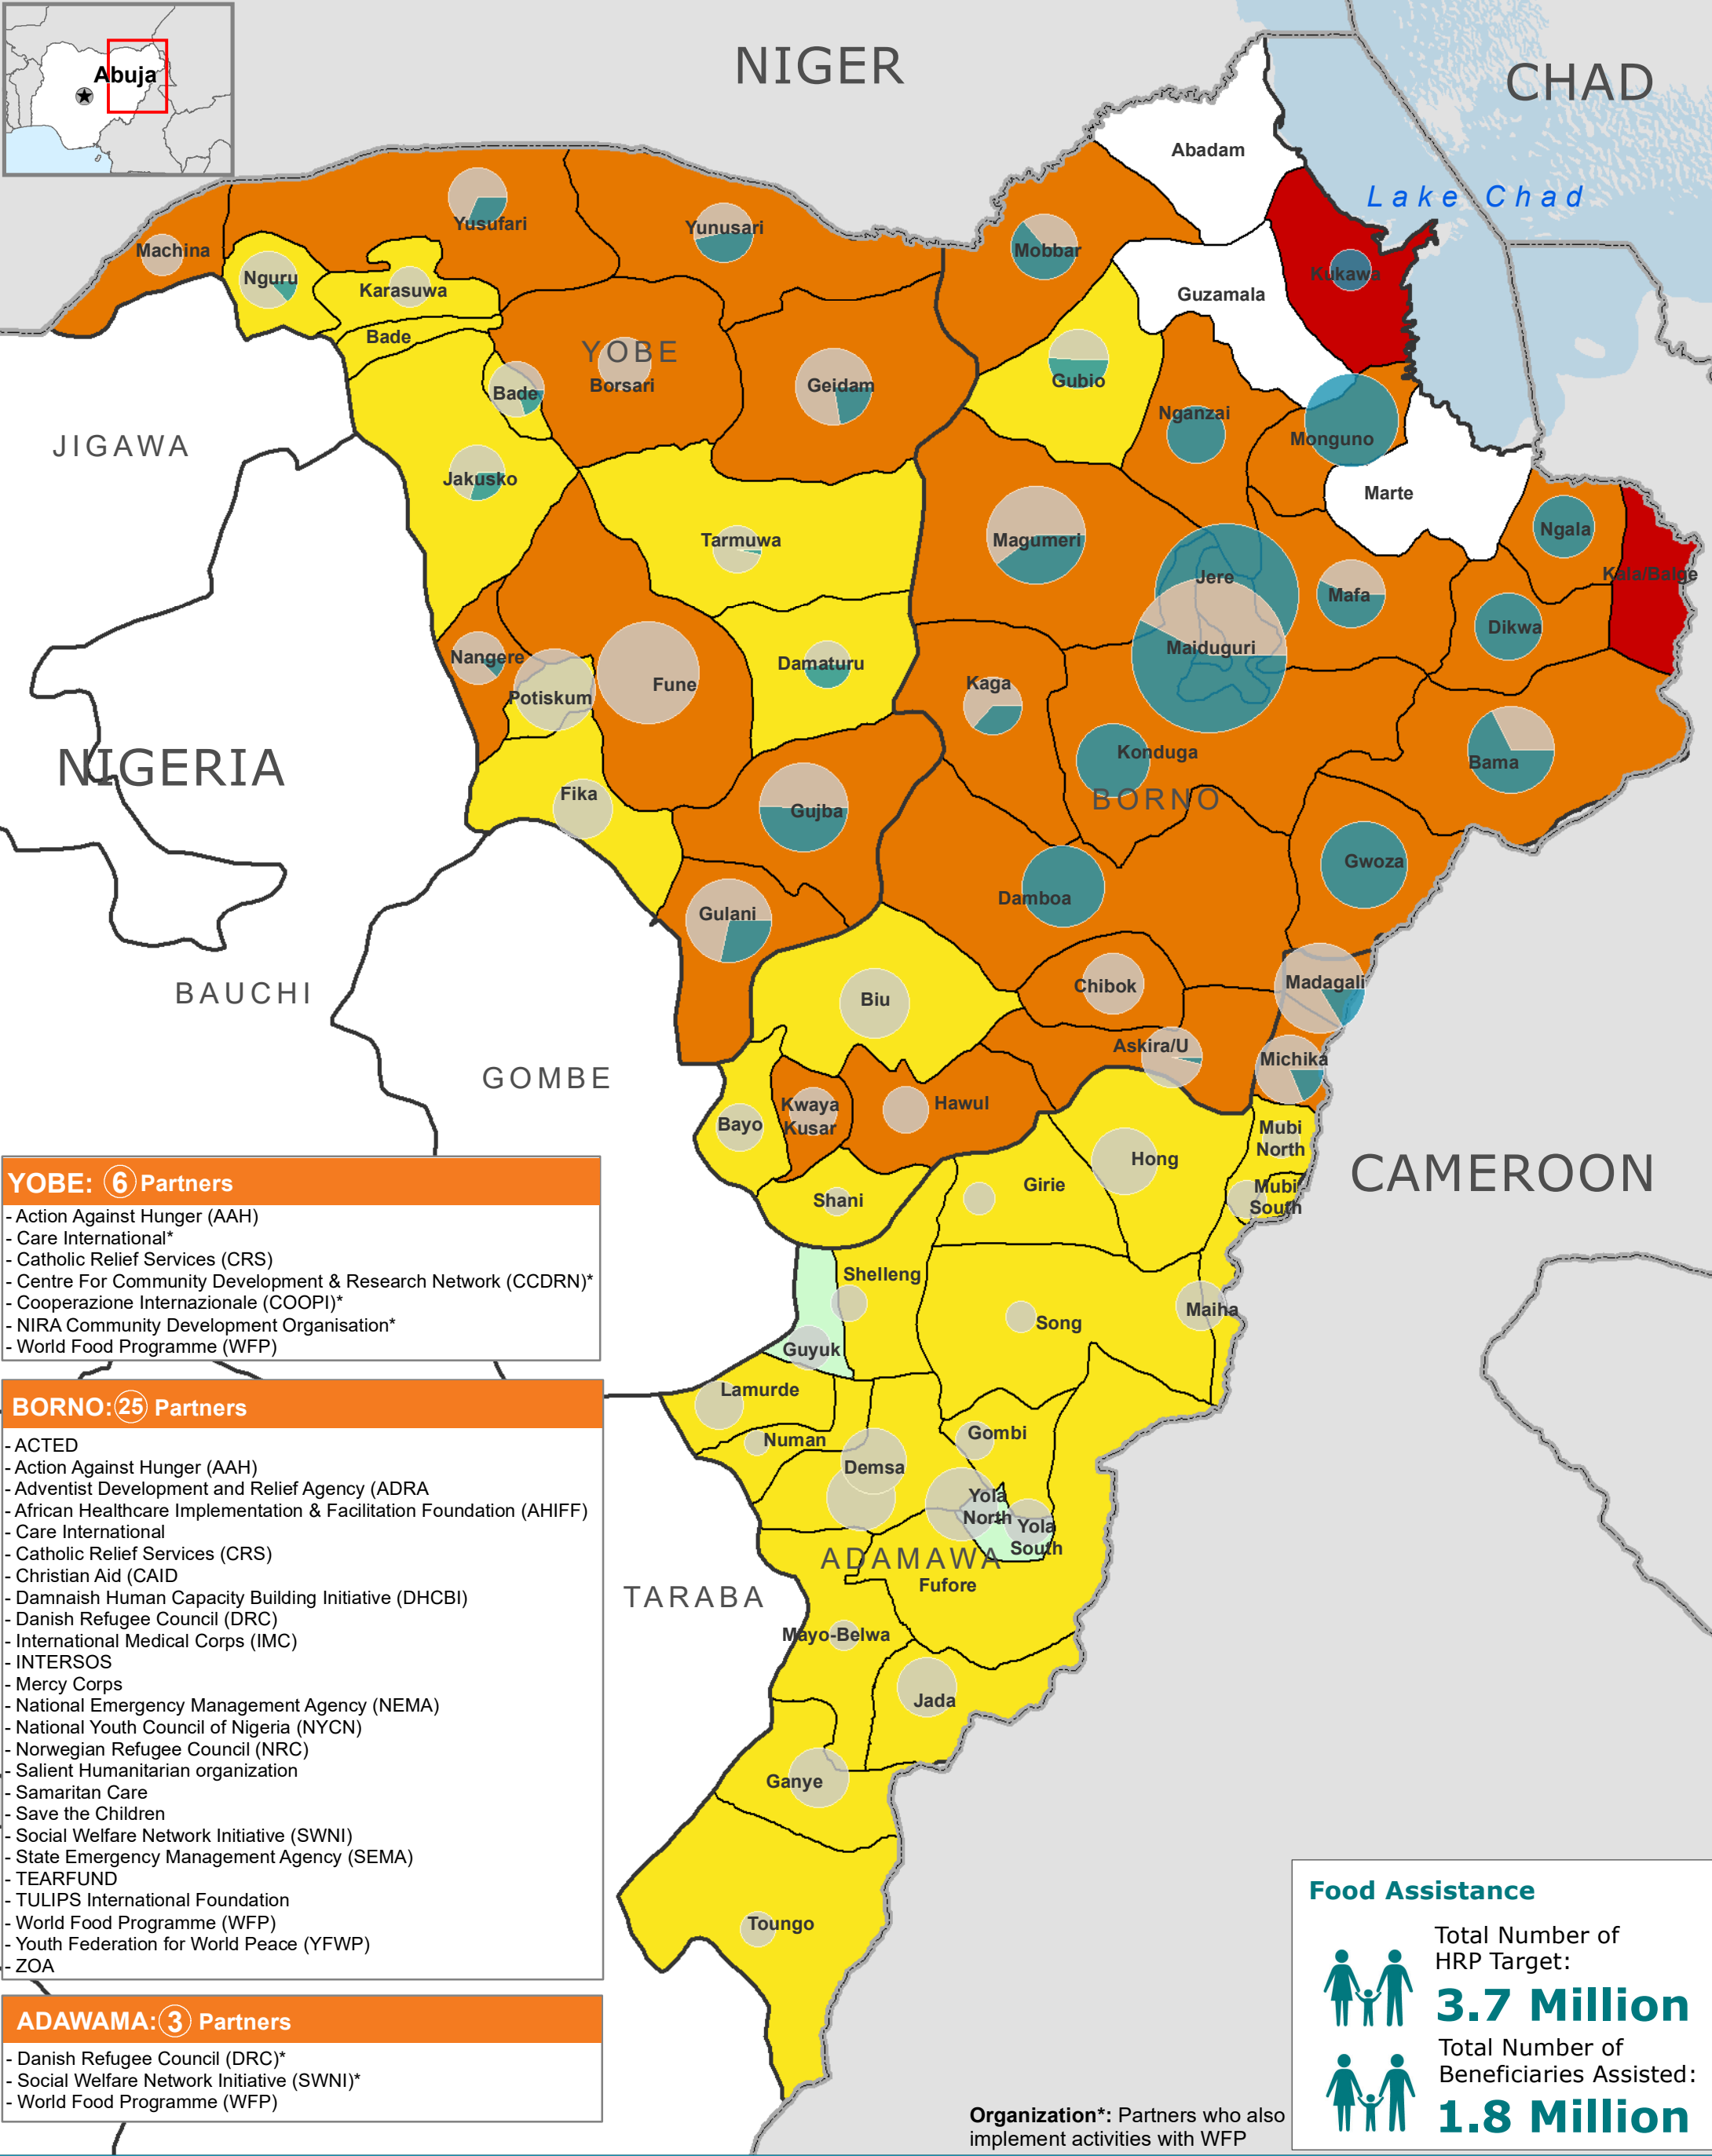 Abuja
NIGER
CHAD
Lake Chad
Abadam
Machina
Yusufari
Yunusari
Mobbar
Kukawa
Nguru
Karasuwa
Guzamala
Bade
YOBE
Borsari
Geidam
Gubio
Bade
Nganzai
Monguno
JIGAWA
Jakusko
Marte
Tarmuwa
Magumeri
Ngala
Jere
Kala/Balge
Mafa
Dikwa
Nangere
Damaturu
Maiduguri
Potiskum
Fune
Kaga
NIGERIA
Konduga
Bama
Fika
Gujba
BORNO
Gwoza
Damboa
Gulani
BAUCHI
Biu
Chibok
Madagali
Askira/U
Michika
GOMBE
Bayo
Kwaya
Kusar
Hawul
Mubi
North
Hong
CAMEROON
Girie
Mubi
South
Shani
Shelleng
Maiha
Song
Guyuk
Lamurde
Numan
Gombi
Demsa
Yola
North
Yola
South
ADAMAWA
Fufore
TARABA
Mayo-Belwa
Jada
Ganye
Toungo
YOBE: 6 Partners
- Action Against Hunger (AAH)
- Care International*
- Catholic Relief Services (CRS)
- Centre For Community Development & Research Network (CCDRN)*
- Cooperazione Internazionale (COOPI)*
- NIRA Community Development Organisation*
- World Food Programme (WFP)
BORNO: 25 Partners
- ACTED
- Action Against Hunger (AAH)
- Adventist Development and Relief Agency (ADRA
- African Healthcare Implementation & Facilitation Foundation (AHIFF)
- Care International
- Catholic Relief Services (CRS)
- Christian Aid (CAID
- Damnaish Human Capacity Building Initiative (DHCBI)
- Danish Refugee Council (DRC)
- International Medical Corps (IMC)
- INTERSOS
- Mercy Corps
- National Emergency Management Agency (NEMA)
- National Youth Council of Nigeria (NYCN)
- Norwegian Refugee Council (NRC)
- Salient Humanitarian organization
- Samaritan Care
- Save the Children
- Social Welfare Network Initiative (SWNI)
- State Emergency Management Agency (SEMA)
- TEARFUND
- TULIPS International Foundation
- World Food Programme (WFP)
- Youth Federation for World Peace (YFWP)
- ZOA
ADAWAMA: 3 Partners
- Danish Refugee Council (DRC)*
- Social Welfare Network Initiative (SWNI)*
- World Food Programme (WFP)
Organization*: Partners who also
implement activities with WFP
Food Assistance
Total Number of
HRP Target:
3.7 Million
Total Number of
Beneficiaries Assisted:
1.8 Million